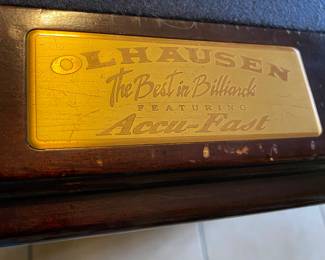 OLHAUSEN
The Best in Billiards
FEATURING
Accu-Fast